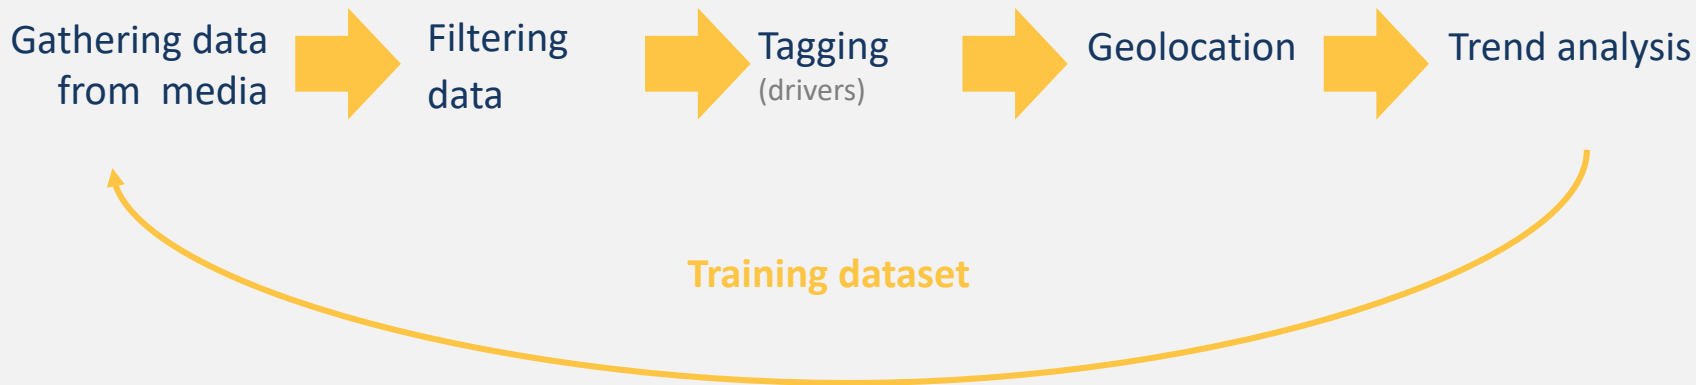 Gathering data
from media
Filtering
data
Tagging
(drivers)
Geolocation
Trend analysis
Training dataset